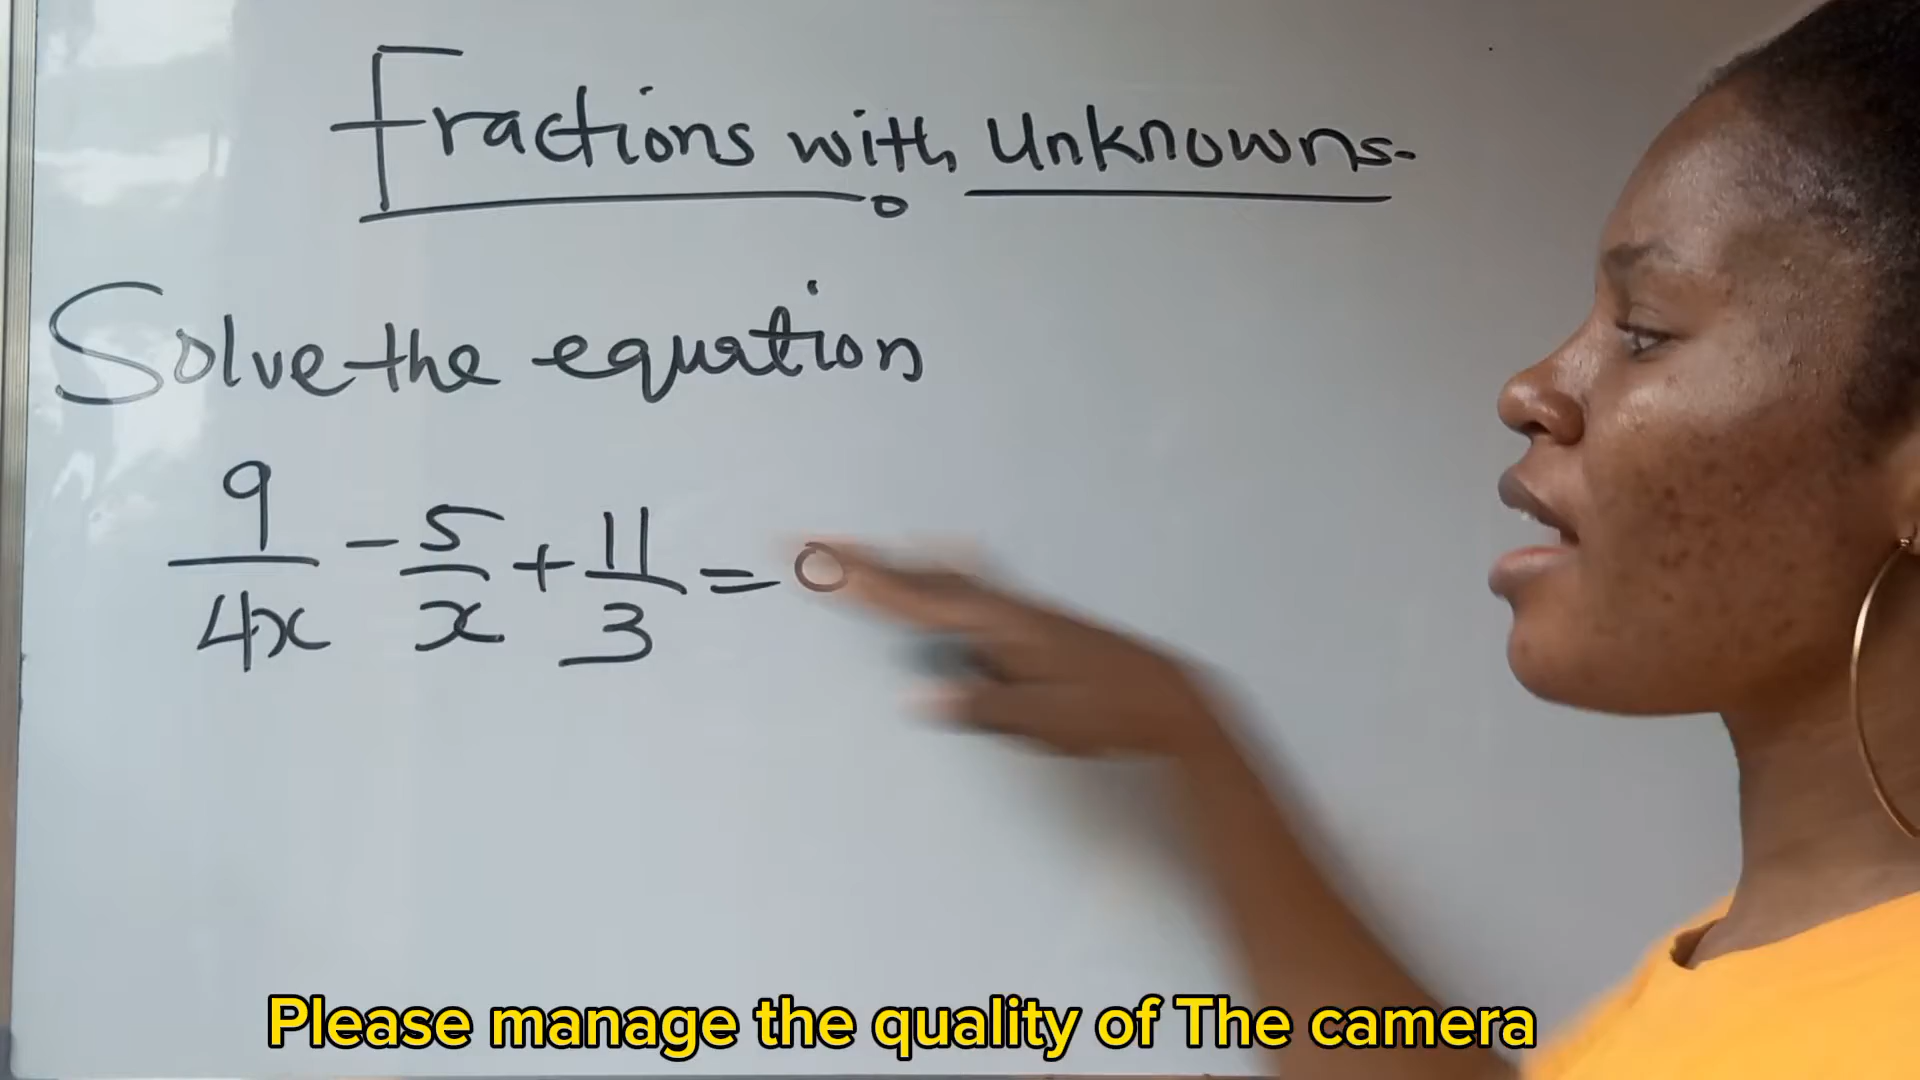 Fractions with Unknowns.
Solve the equation
9/4x - 5/x + 11/3 = 0
Please manage the quality of The camera